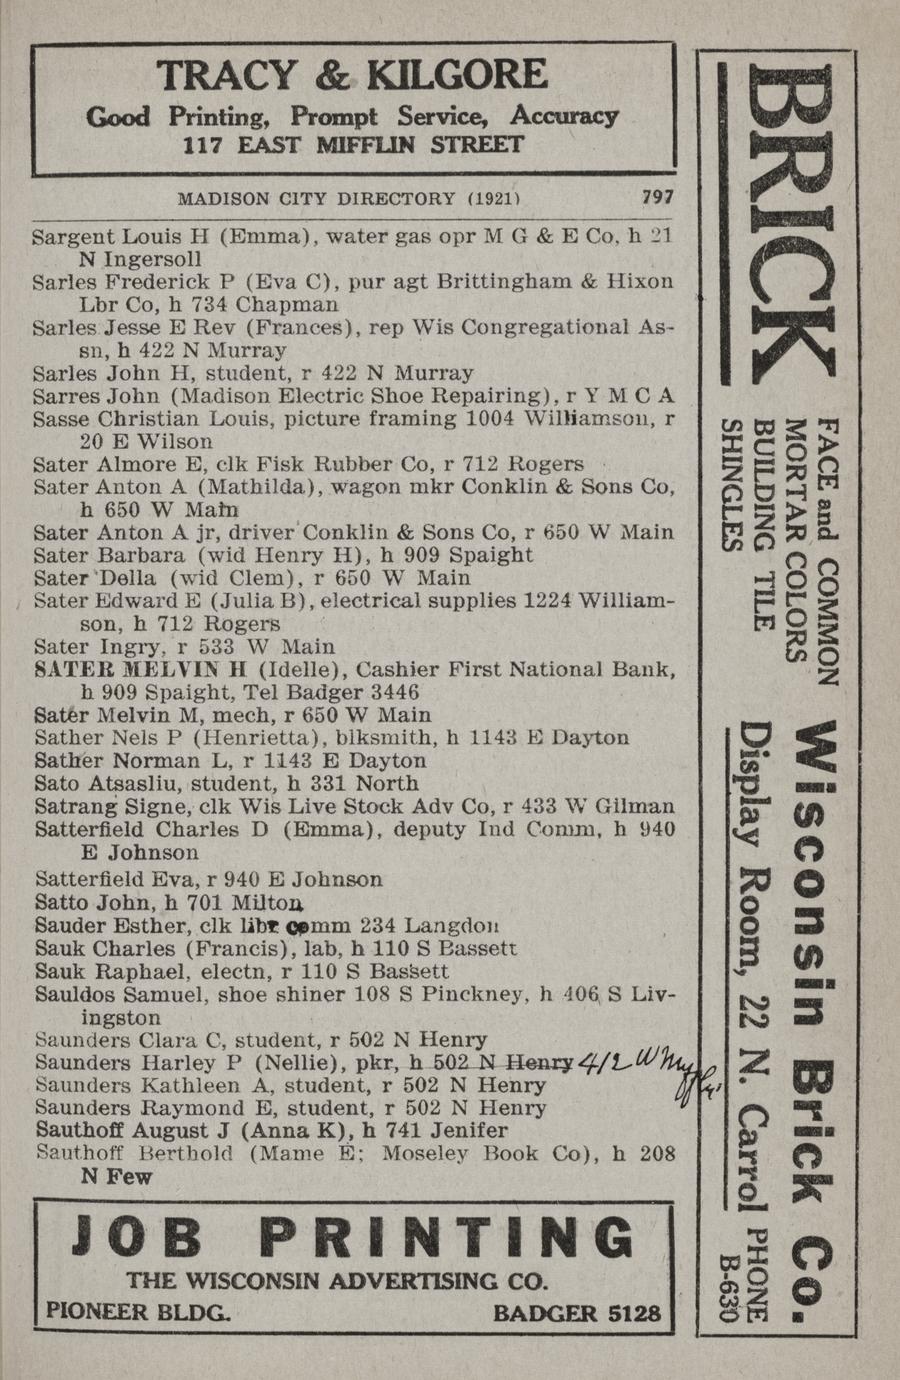 TRACY & KILGORE
Good Printing, Prompt Service, Accuracy
117 EAST MIFFLIN STREET
MADISON CITY DIRECTORY (1921) 797
Sargent Louis H (Emma), water gas opr M G & E Co, h 21
N Ingersoll
Sarles Frederick P (Eva C), pur agt Brittingham & Hixon
Lbr Co, h 734 Chapman
Sarles Jesse E Rev (Frances), rep Wis Congregational As-
sn, h 422 N Murray
Sarles John H, student, r 422 N Murray
Sarres John (Madison Electric Shoe Repairing), r Y M C A
Sasse Christian Louis, picture framing 1004 Williamson, r
20 E Wilson
Sater Almore E, clk Fisk Rubber Co, r 712 Rogers
Sater Anton A (Mathilda), wagon mkr Conklin & Sons Co,
h 650 W Main
Sater Anton A jr, driver Conklin & Sons Co, r 650 W Main
Sater Barbara (wid Henry H), h 909 Spaight
Sater Della (wid Clem), r 650 W Main
Sater Edward E (Julia B), electrical supplies 1224 William-
son, h 712 Rogers
Sater Ingry, r 533 W Main
SATER MELVIN H (Idelle), Cashier First National Bank,
h 909 Spaight, Tel Badger 3446
Sater Melvin M, mech, r 650 W Main
Sather Nels P (Henrietta), blksmith, h 1143 E Dayton
Sather Norman L, r 1143 E Dayton
Sato Atsasliu, student, h 331 North
Satrang Signe, clk Wis Live Stock Adv Co, r 433 W Gilman
Satterfield Charles D (Emma), deputy Ind Comm, h 940
E Johnson
Satterfield Eva, r 940 E Johnson
Satto John, h 701 Milton
Sauder Esther, clk libr comm 234 Langdon
Sauk Charles (Francis), lab, h 110 S Bassett
Sauk Raphael, electn, r 110 S Bassett
Sauldos Samuel, shoe shiner 108 S Pinckney, h 406 S Liv-
ingston
Saunders Clara C, student, r 502 N Henry
Saunders Harley P (Nellie), pkr, h 502 N Henry 412 W
Saunders Kathleen A, student, r 502 N Henry
Saunders Raymond E, student, r 502 N Henry
Sauthoff August J (Anna K), h 741 Jenifer
Sauthoff Berthold (Mame E; Moseley Book Co), h 208
N Few
JOB PRINTING
THE WISCONSIN ADVERTISING CO.
PIONEER BLDG. BADGER 5128
BRICK
FACE and COMMON
MORTAR COLORS
BUILDING TILE
SHINGLES
Wisconsin Brick Co.
Display Room, 22 N. Carrol
PHONE
B-630